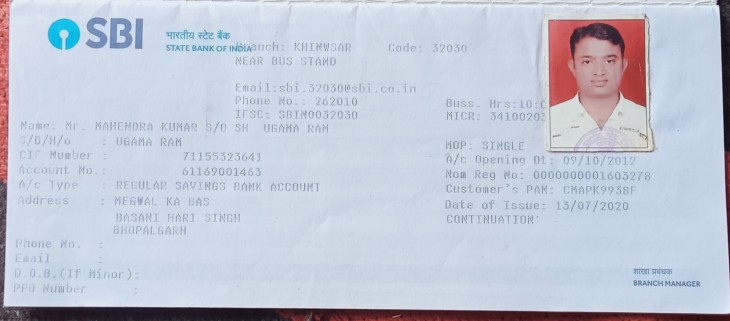 SBI भारतीय स्टेट बैंक
STATE BANK OF INDIA
Branch: KHINWSAR Code: 32030
NEAR BUS STAND
Email:sbi.32030@sbi.co.in
Phone No.: 262010 Buss. Hrs:10:
IFSC: SBIN0032030 MICR: 34100203
Name: Mr. MAHENDRA KUMAR S/O SH UGAMA RAM
S/D/H/o : UGAMA RAM MOP: SINGLE
CIF Number : 71155323641 A/c Opening Dt: 09/10/2012
Account No.: 61169001463 Nom Reg No: 0000000001603278
A/c Type : REGULAR SAVINGS BANK ACCOUNT Customer's PAN: CMAPK9938F
Address : MEGWAL KA BAS Date of Issue: 13/07/2020
BASANI HARI SINGH CONTINUATION
BHOPALGARH
Phone No. :
Email :
D.O.B.(If Minor):
PPO Number :
शाखा प्रबंधक
BRANCH MANAGER